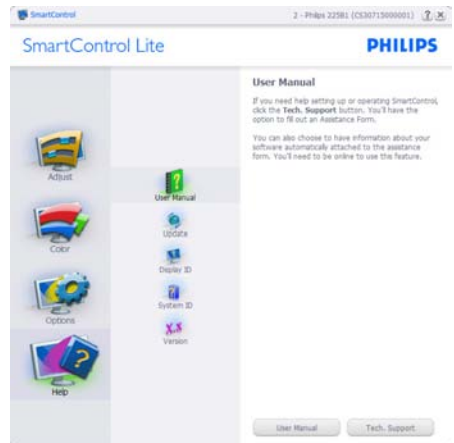 SmartControl
2 - Philips 225B1 (CS30715000001)
? X
SmartControl Lite
PHILIPS
Adjust
Color
Options
Help
User Manual
Update
Display ID
System ID
X.X
Version
User Manual
If you need help setting up or operating SmartControl,
click the Tech. Support button. You'll have the
option to fill out an Assistance Form.
You can also choose to have information about your
software automatically attached to the assistance
form. You'll need to be online to use this feature.
User Manual
Tech. Support